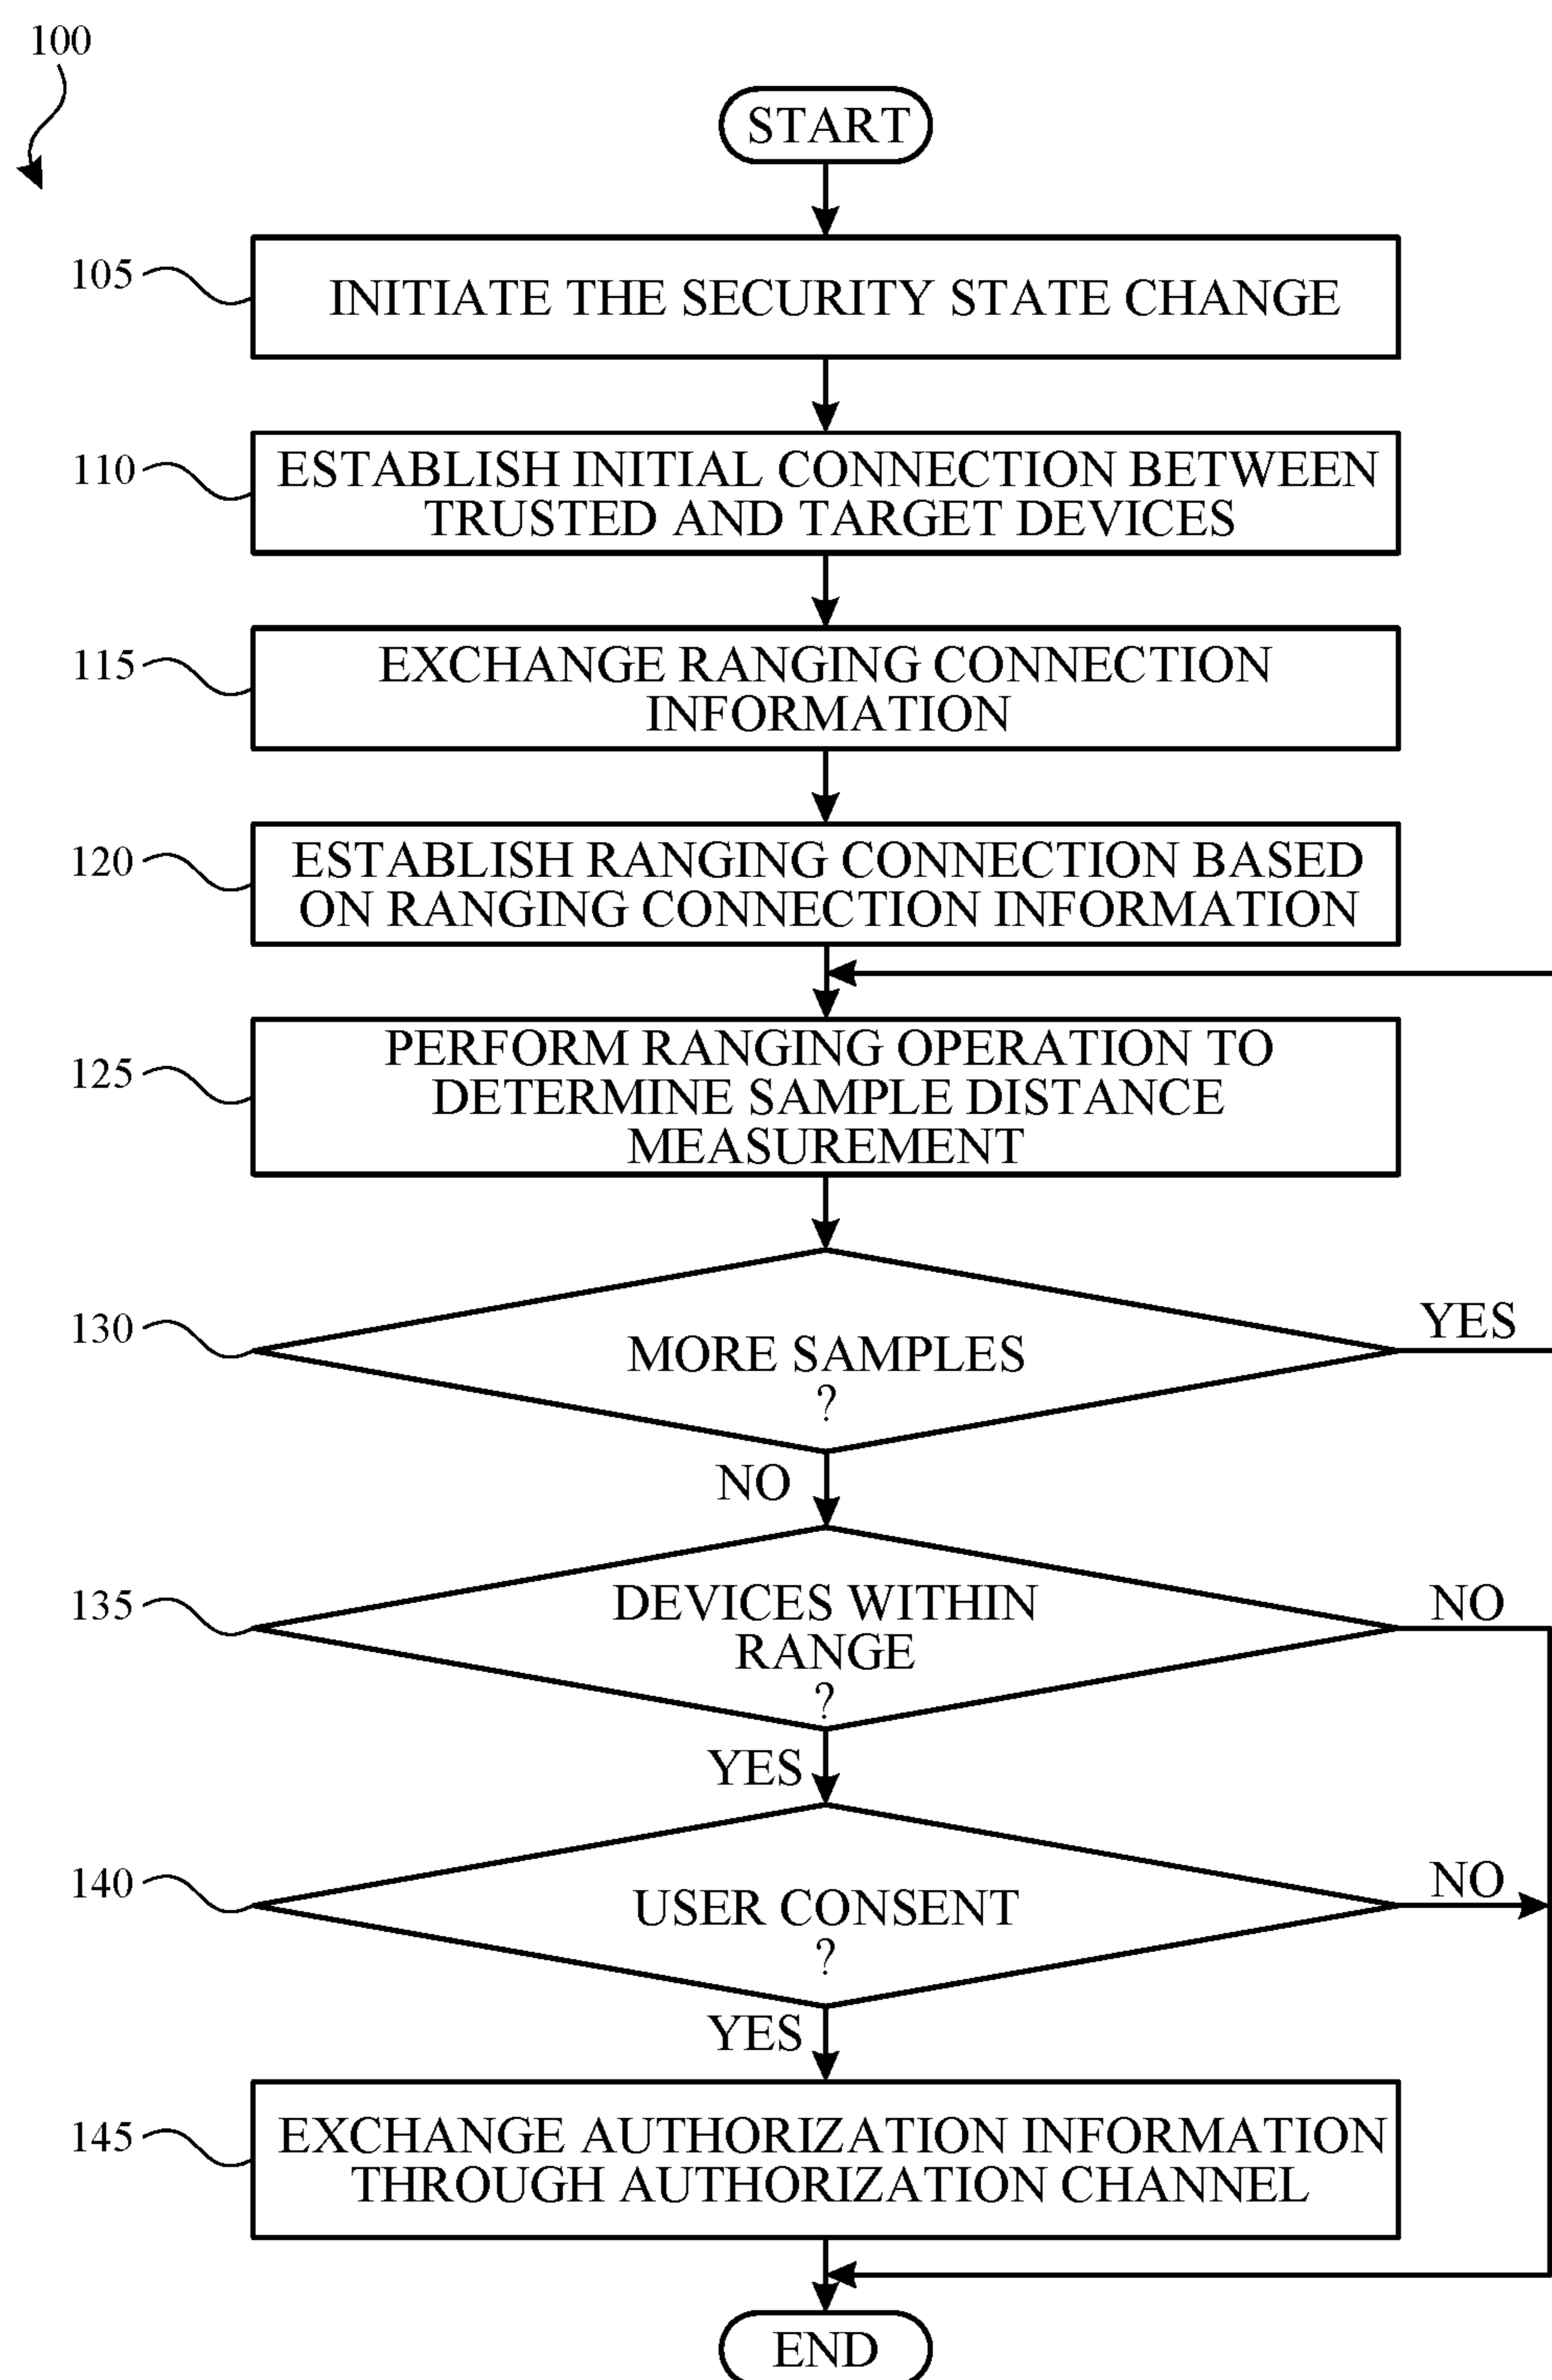 100
START
105
INITIATE THE SECURITY STATE CHANGE
110
ESTABLISH INITIAL CONNECTION BETWEEN
TRUSTED AND TARGET DEVICES
115
EXCHANGE RANGING CONNECTION
INFORMATION
120
ESTABLISH RANGING CONNECTION BASED
ON RANGING CONNECTION INFORMATION
125
PERFORM RANGING OPERATION TO
DETERMINE SAMPLE DISTANCE
MEASUREMENT
130
MORE SAMPLES
?
YES
NO
135
DEVICES WITHIN
RANGE
?
NO
YES
140
USER CONSENT
?
NO
YES
145
EXCHANGE AUTHORIZATION INFORMATION
THROUGH AUTHORIZATION CHANNEL
END